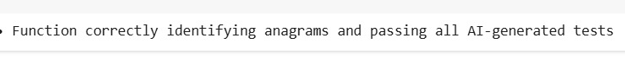 • Function correctly identifying anagrams and passing all AI-generated tests